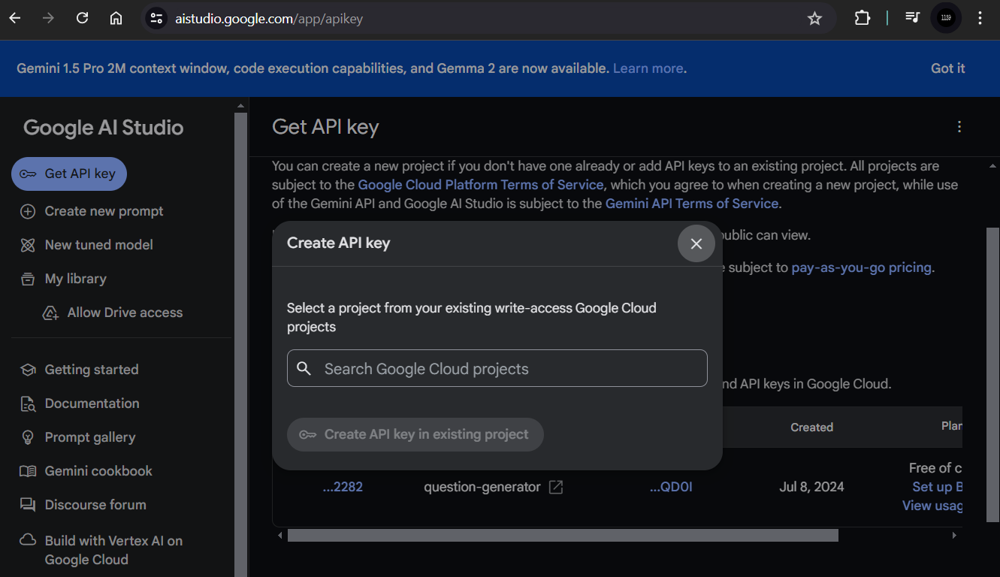 aistudio.google.com/app/apikey
1159
Gemini 1.5 Pro 2M context window, code execution capabilities, and Gemma 2 are now available. Learn more.
Got it
Google AI Studio
Get API key
Create new prompt
New tuned model
My library
Allow Drive access
Getting started
Documentation
Prompt gallery
Gemini cookbook
Discourse forum
Build with Vertex AI on
Google Cloud
Get API key
You can create a new project if you don't have one already or add API keys to an existing project. All projects are
subject to the Google Cloud Platform Terms of Service, which you agree to when creating a new project, while use
of the Gemini API and Google AI Studio is subject to the Gemini API Terms of Service.
can view.
subject to pay-as-you-go pricing.
Create API key
Select a project from your existing write-access Google Cloud
projects
Search Google Cloud projects
Create API key in existing project
API keys in Google Cloud.
Created
Plan
...2282
question-generator
...QD0I
Jul 8, 2024
Free of c
Set up B
View usag